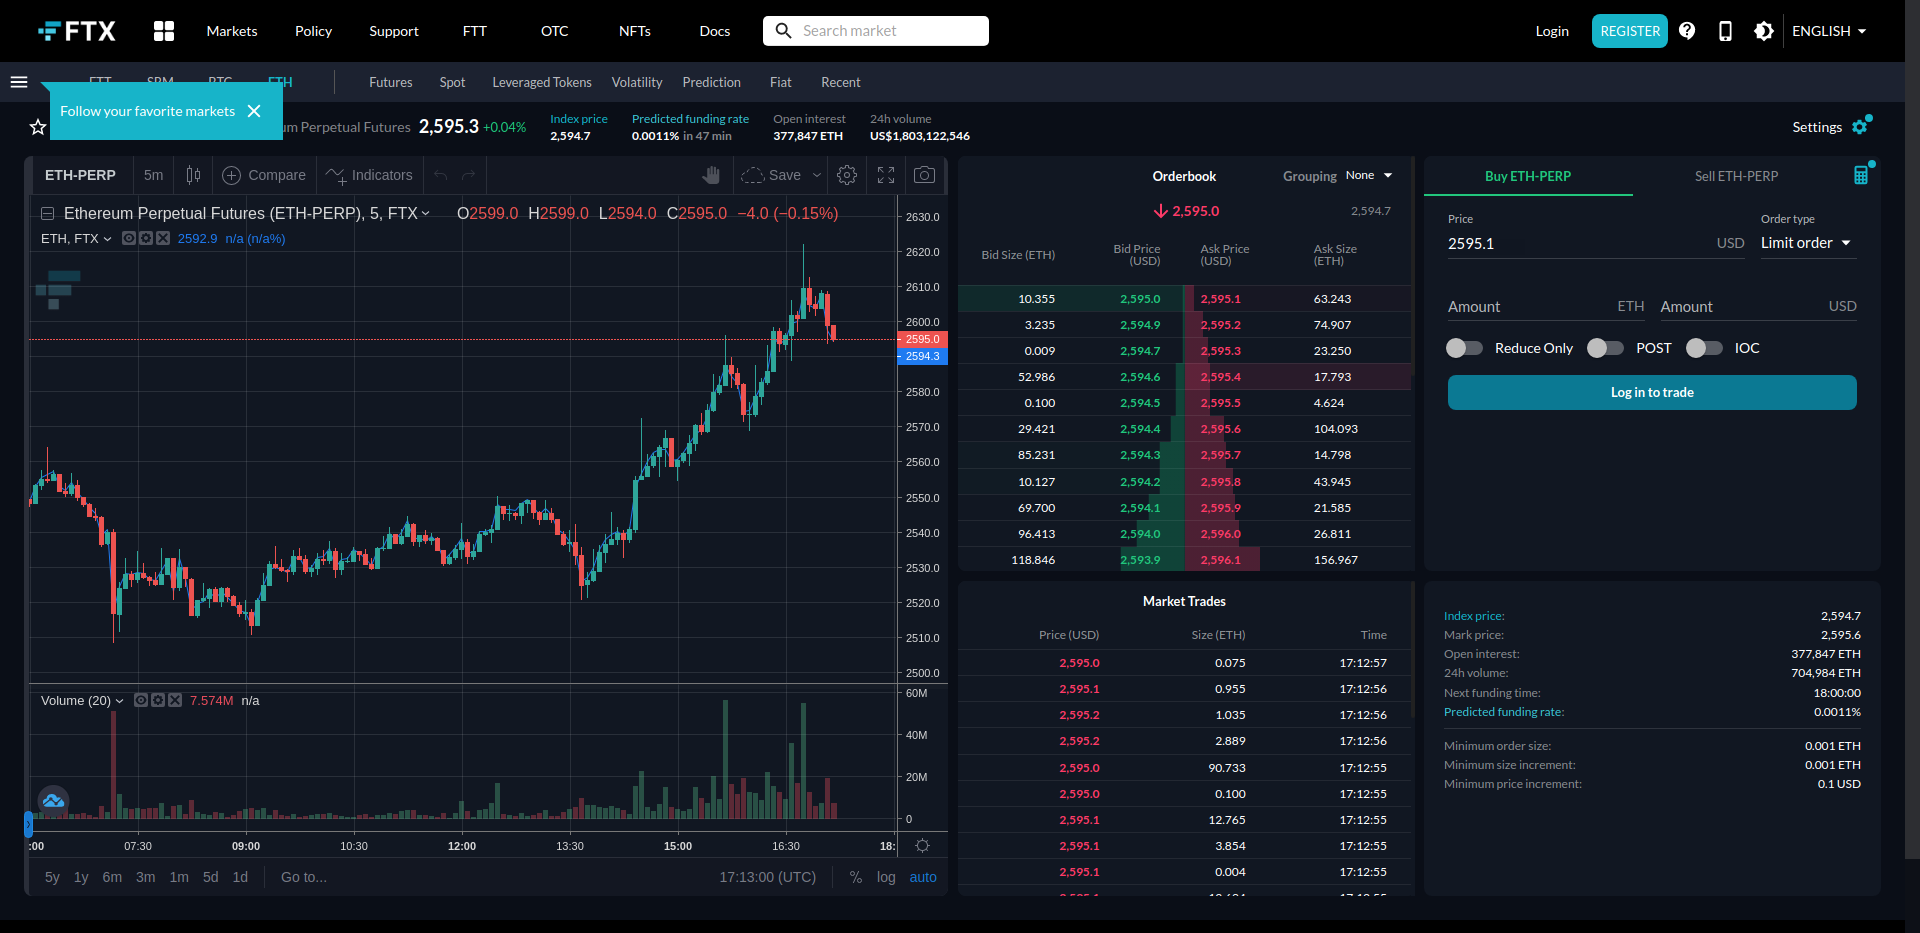 FTX Markets Policy Support FTT OTC NFTs Docs Search market Login REGISTER ENGLISH
FTT SRM BTC ETH Futures Spot Leveraged Tokens Volatility Prediction Fiat Recent
Follow your favorite markets
um Perpetual Futures 2,595.3 +0.04%
Index price
2,594.7
Predicted funding rate
0.0011% in 47 min
Open interest
377,847 ETH
24h volume
US$1,803,122,546
Settings
ETH-PERP 5m Compare Indicators Save
Ethereum Perpetual Futures (ETH-PERP), 5, FTX O2599.0 H2599.0 L2594.0 C2595.0 −4.0 (−0.15%)
ETH, FTX 2592.9 n/a (n/a%)
2630.0
2620.0
2610.0
2600.0
2595.0
2594.3
2580.0
2570.0
2560.0
2550.0
2540.0
2530.0
2520.0
2510.0
2500.0
Volume (20) 7.574M n/a
60M
40M
20M
0
:00 07:30 09:00 10:30 12:00 13:30 15:00 16:30 18:
5y 1y 6m 3m 1m 5d 1d Go to... 17:13:00 (UTC) % log auto
Orderbook Grouping None
2,595.0 2,594.7
Bid Size (ETH) Bid Price (USD) Ask Price (USD) Ask Size (ETH)
10.355 2,595.0 2,595.1 63.243
3.235 2,594.9 2,595.2 74.907
0.009 2,594.7 2,595.3 23.250
52.986 2,594.6 2,595.4 17.793
0.100 2,594.5 2,595.5 4.624
29.421 2,594.4 2,595.6 104.093
85.231 2,594.3 2,595.7 14.798
10.127 2,594.2 2,595.8 43.945
69.700 2,594.1 2,595.9 21.585
96.413 2,594.0 2,596.0 26.811
118.846 2,593.9 2,596.1 156.967
Market Trades
Price (USD) Size (ETH) Time
2,595.0 0.075 17:12:57
2,595.1 0.955 17:12:56
2,595.2 1.035 17:12:56
2,595.2 2.889 17:12:56
2,595.0 90.733 17:12:55
2,595.0 0.100 17:12:55
2,595.1 12.765 17:12:55
2,595.1 3.854 17:12:55
2,595.1 0.004 17:12:55
Buy ETH-PERP Sell ETH-PERP
Price Order type
2595.1 USD Limit order
Amount ETH Amount USD
Reduce Only POST IOC
Log in to trade
Index price: 2,594.7
Mark price: 2,595.6
Open interest: 377,847 ETH
24h volume: 704,984 ETH
Next funding time: 18:00:00
Predicted funding rate: 0.0011%
Minimum order size: 0.001 ETH
Minimum size increment: 0.001 ETH
Minimum price increment: 0.1 USD